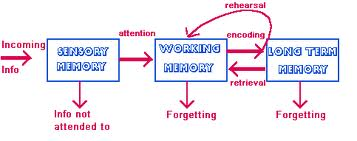 rehearsal
Incoming
Info
SENSORY
MEMORY
attention
WORKING
MEMORY
encoding
retrieval
LONG TERM
MEMORY
Info not
attended to
Forgetting
Forgetting